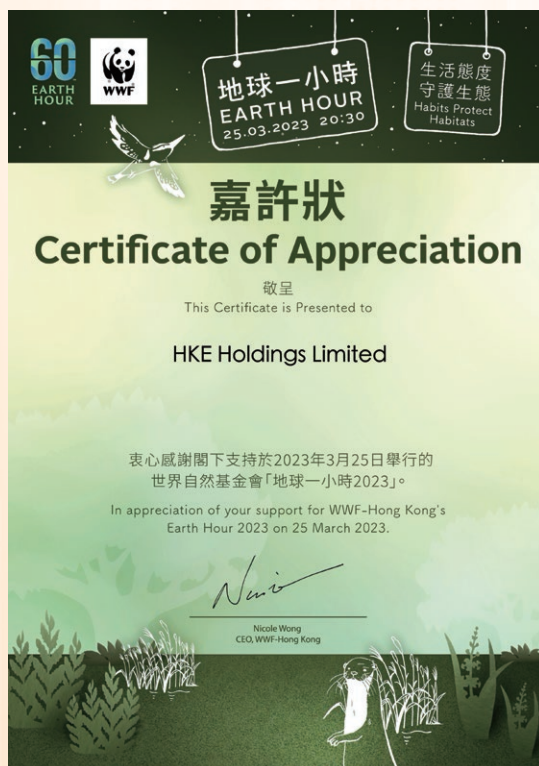 60
EARTH
HOUR
WWF
地球一小時
EARTH HOUR
25.03.2023 20:30
生活態度
守護生態
Habits Protect
Habitats
嘉許狀
Certificate of Appreciation
敬呈
This Certificate is Presented to
HKE Holdings Limited
衷心感謝閣下支持於2023年3月25日舉行的
世界自然基金會「地球一小時2023」。
In appreciation of your support for WWF-Hong Kong's
Earth Hour 2023 on 25 March 2023.
Nicole Wong
CEO, WWF-Hong Kong